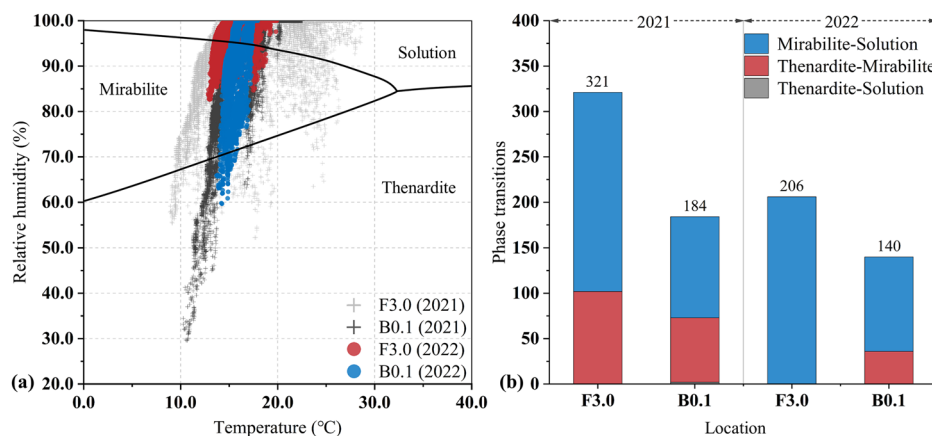 100.0
90.0
80.0
70.0
60.0
50.0
40.0
30.0
20.0
Relative humidity (%)
Solution
Mirabilite
Thenardite
F3.0 (2021)
B0.1 (2021)
F3.0 (2022)
B0.1 (2022)
(a)
0.0 10.0 20.0 30.0 40.0
Temperature (℃)
2021 2022
400
350
300
250
200
150
100
50
0
Phase transitions
Mirabilite-Solution
Thenardite-Mirabilite
Thenardite-Solution
321
184
206
140
(b)
F3.0 B0.1 F3.0 B0.1
Location